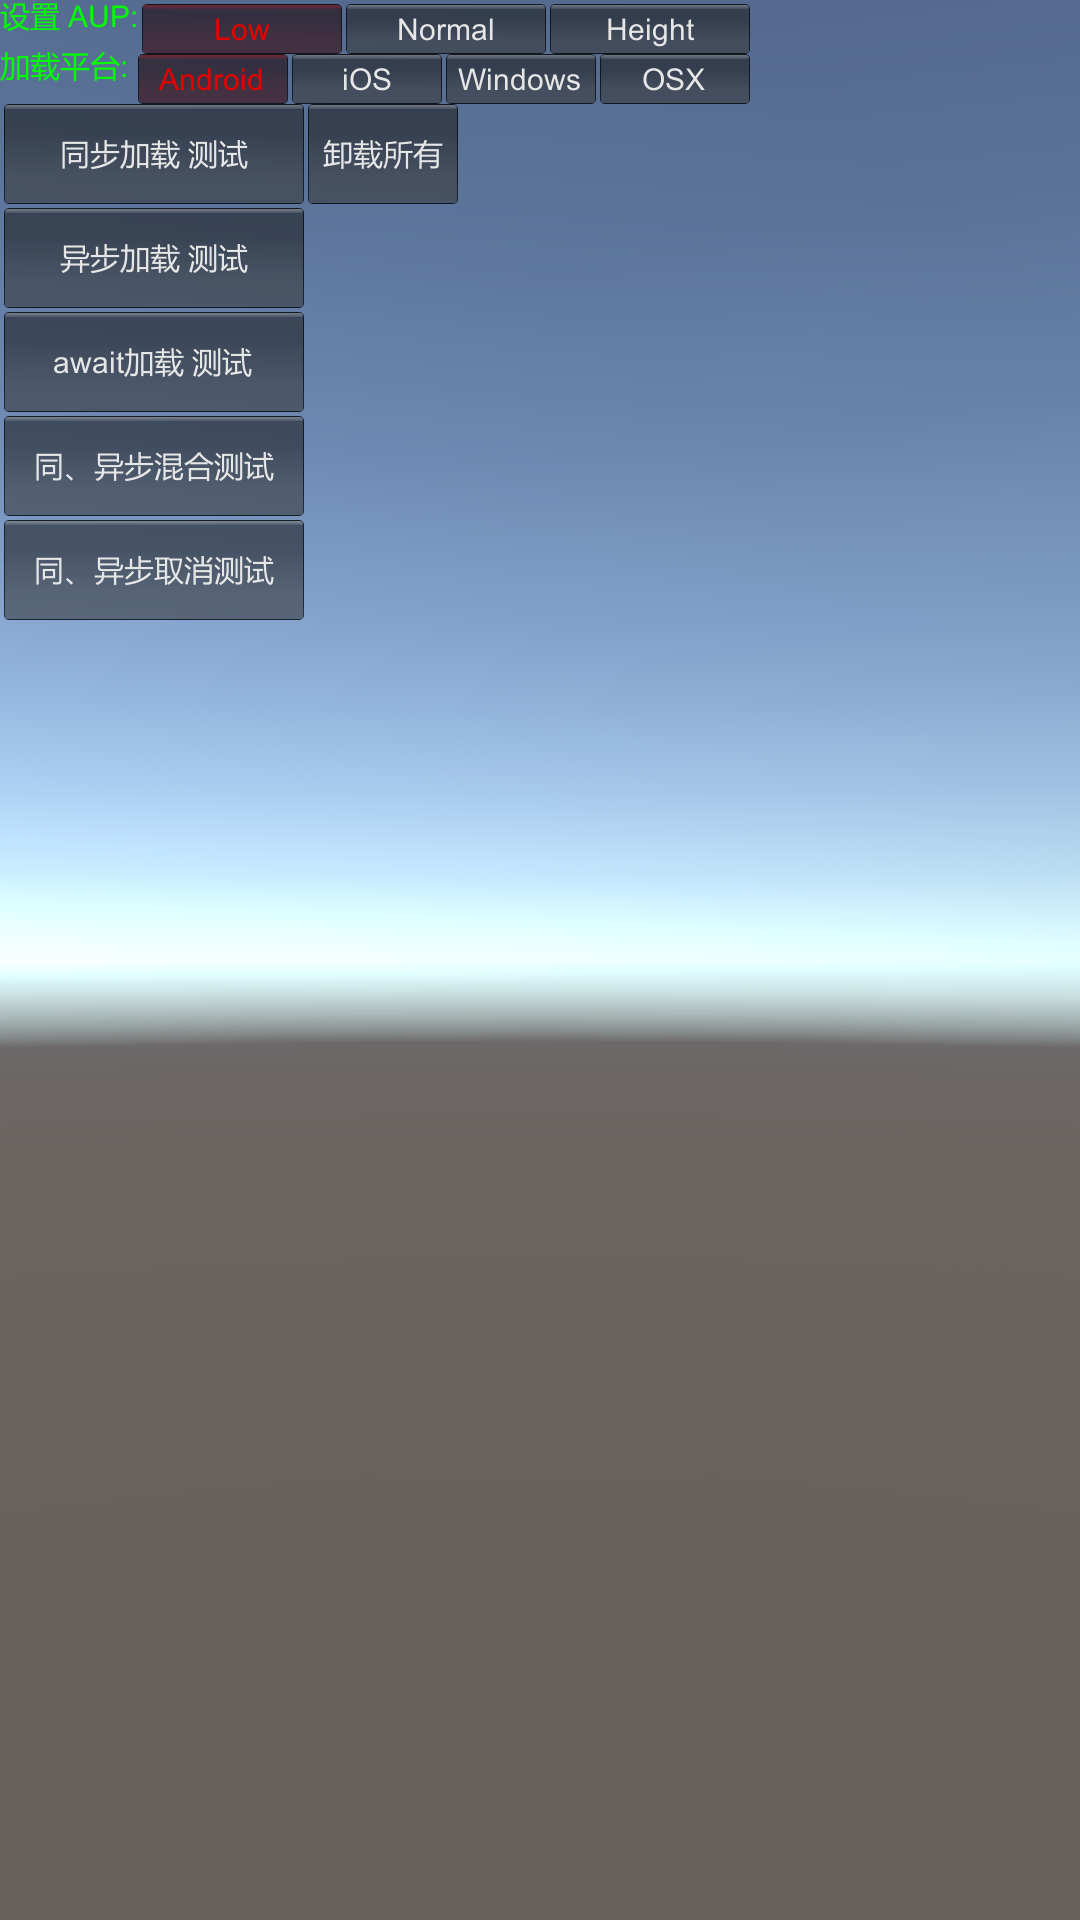 设置 AUP: Low Normal Height
加载平台: Android iOS Windows OSX
同步加载 测试 卸载所有
异步加载 测试
await加载 测试
同、异步混合测试
同、异步取消测试